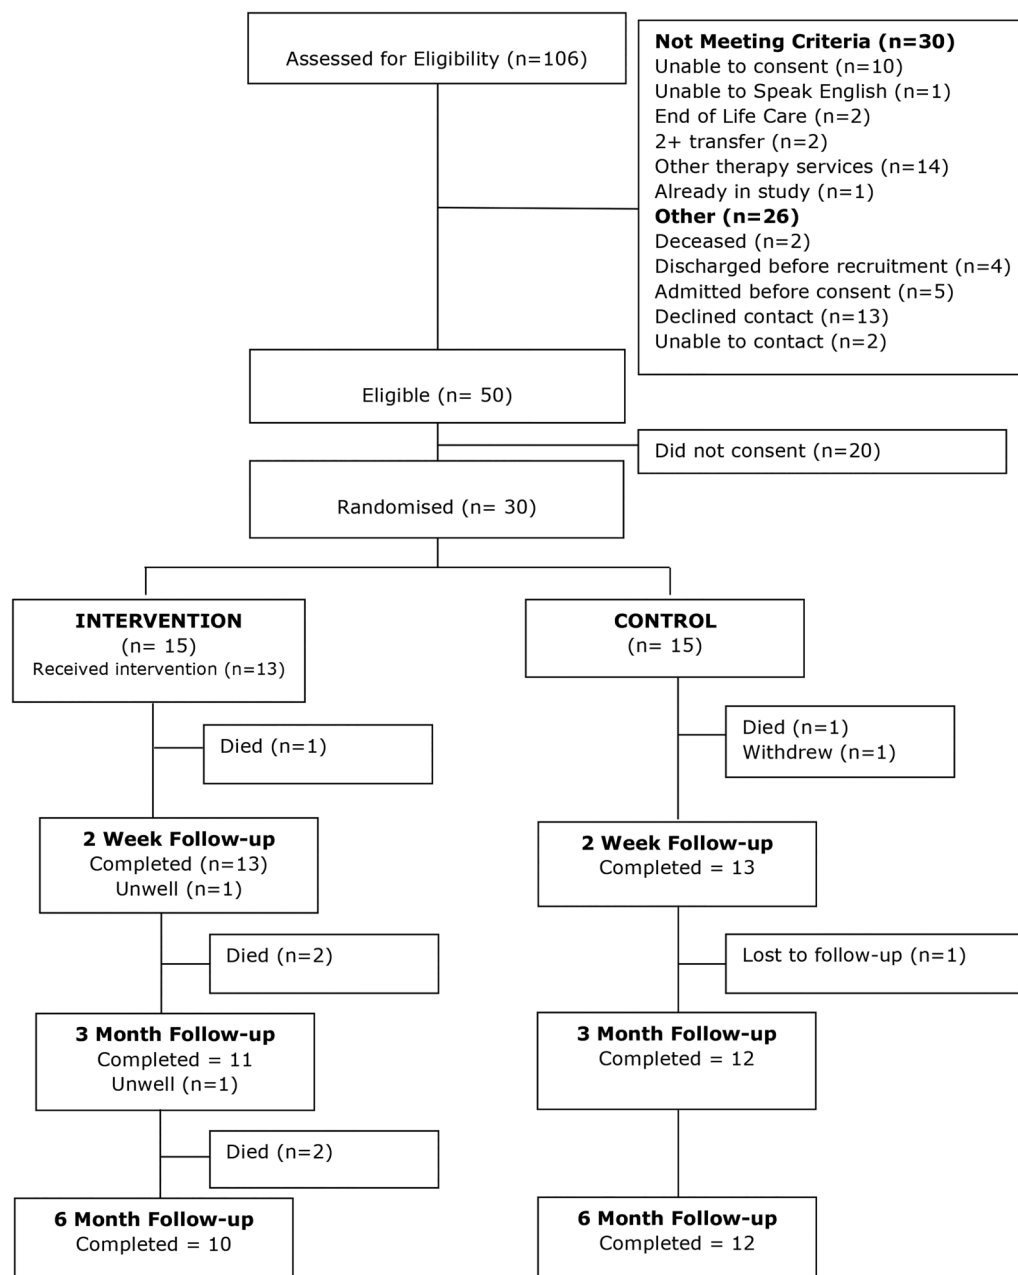 Assessed for Eligibility (n=106)
Not Meeting Criteria (n=30)
Unable to consent (n=10)
Unable to Speak English (n=1)
End of Life Care (n=2)
2+ transfer (n=2)
Other therapy services (n=14)
Already in study (n=1)
Other (n=26)
Deceased (n=2)
Discharged before recruitment (n=4)
Admitted before consent (n=5)
Declined contact (n=13)
Unable to contact (n=2)
Eligible (n= 50)
Did not consent (n=20)
Randomised (n= 30)
INTERVENTION
(n= 15)
Received intervention (n=13)
CONTROL
(n= 15)
Died (n=1)
Died (n=1)
Withdrew (n=1)
2 Week Follow-up
Completed (n=13)
Unwell (n=1)
2 Week Follow-up
Completed = 13
Died (n=2)
Lost to follow-up (n=1)
3 Month Follow-up
Completed = 11
Unwell (n=1)
3 Month Follow-up
Completed = 12
Died (n=2)
6 Month Follow-up
Completed = 10
6 Month Follow-up
Completed = 12